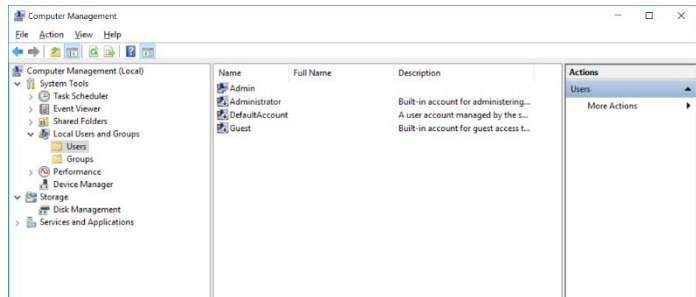 Computer Management
File Action View Help
Computer Management (Local)
System Tools
Task Scheduler
Event Viewer
Shared Folders
Local Users and Groups
Users
Groups
Performance
Device Manager
Storage
Disk Management
Services and Applications
Name Full Name Description
Admin
Administrator Built-in account for administering...
DefaultAccount A user account managed by the s...
Guest Built-in account for guest access t...
Actions
Users
More Actions